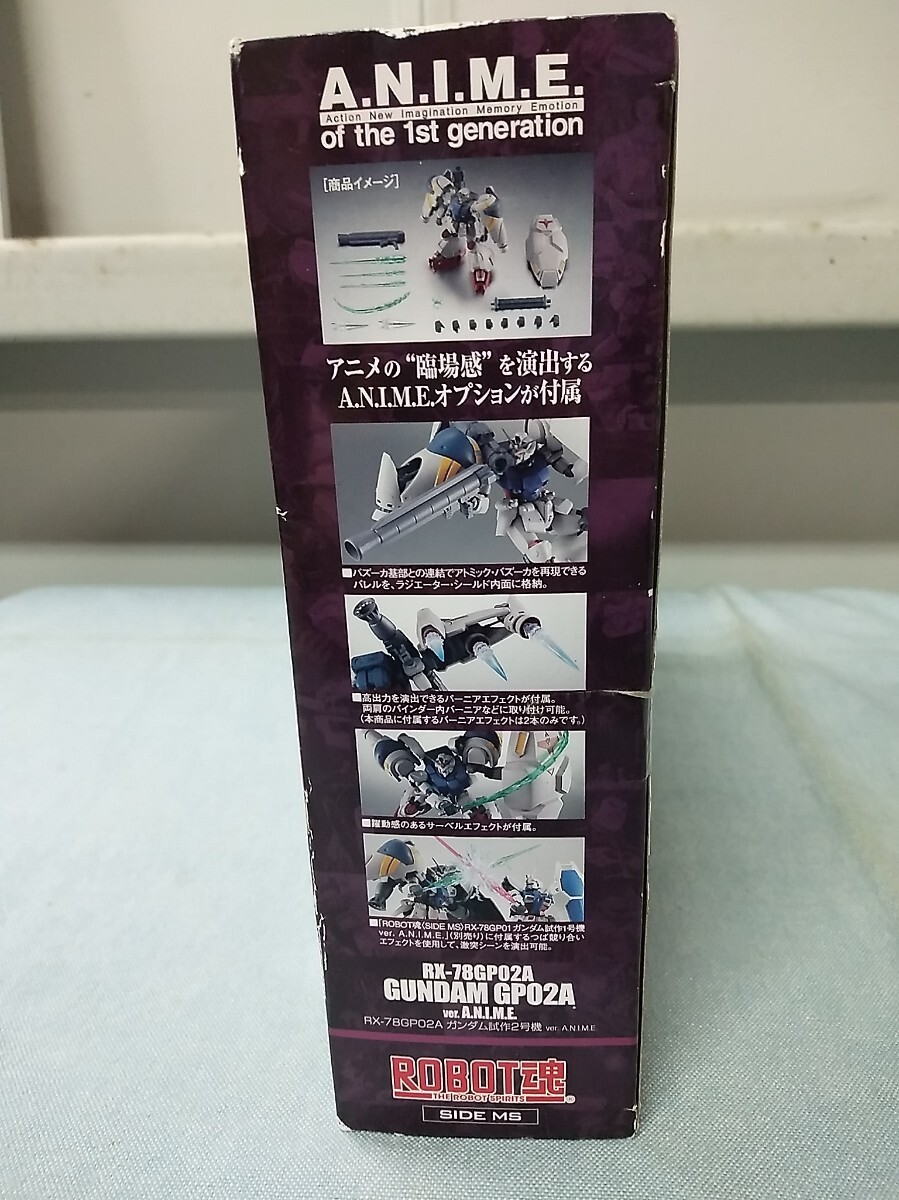 A.N.I.M.E.
Action New Imagination Memory Emotion
of the 1st generation
[商品イメージ]
アニメの“臨場感”を演出する
A.N.I.M.E.オプションが付属
■バズーカ基部との連結でアトミック・バズーカを再現できる
バレルを、ラジエーター・シールド内面に格納。
■高出力を演出できるバーニアエフェクトが付属。
両肩のバインダー内バーニアなどに取り付け可能。
(本商品に付属するバーニアエフェクトは2本のみです。)
■躍動感のあるサーベルエフェクトが付属。
■「ROBOT魂〈SIDE MS〉RX-78GP01 ガンダム試作1号機
ver. A.N.I.M.E.」(別売り)に付属するつば競り合い
エフェクトを使用して、激突シーンを演出可能。
RX-78GP02A
GUNDAM GP02A
ver. A.N.I.M.E.
RX-78GP02A ガンダム試作2号機 ver. A.N.I.M.E.
ROBOT魂
THE ROBOT SPIRITS ®
SIDE MS